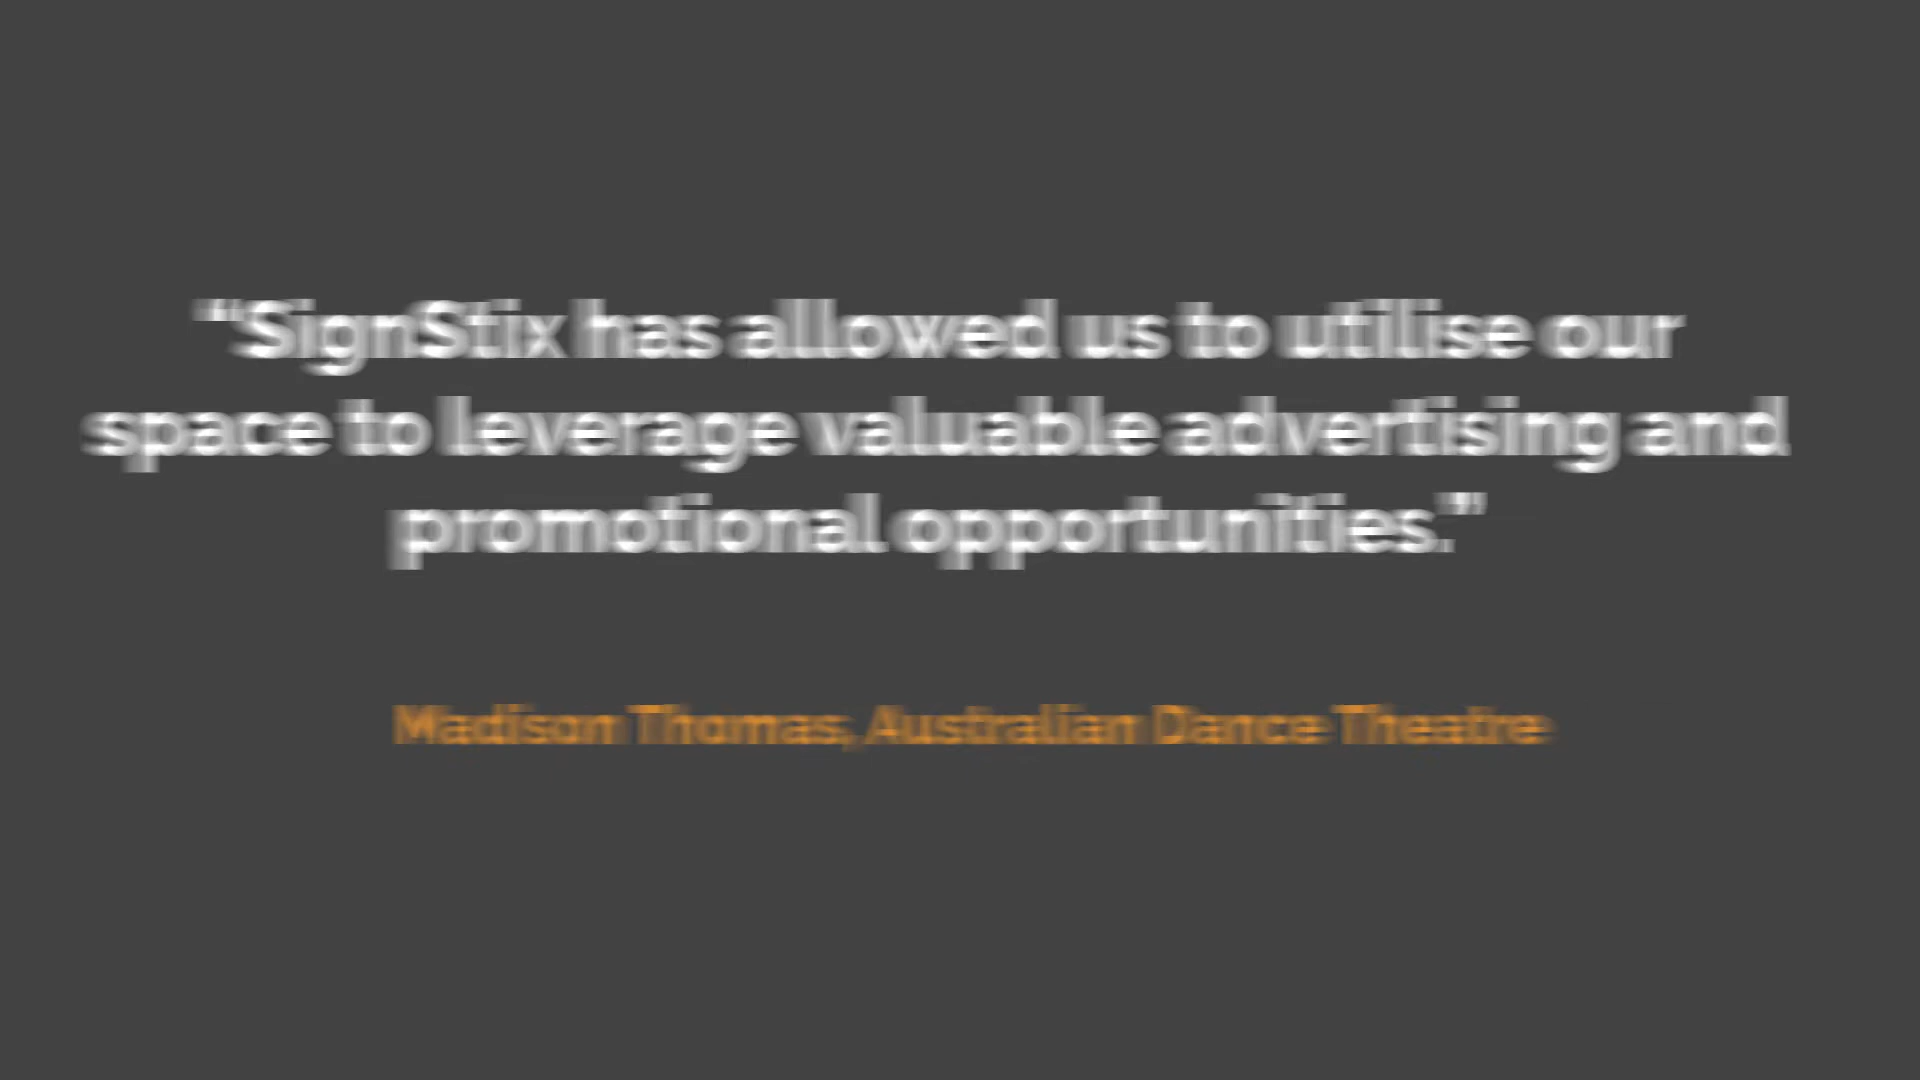 “SignStix has allowed us to utilise our
space to leverage valuable advertising and
promotional opportunities.”
Madison Thomas, Australian Dance Theatre